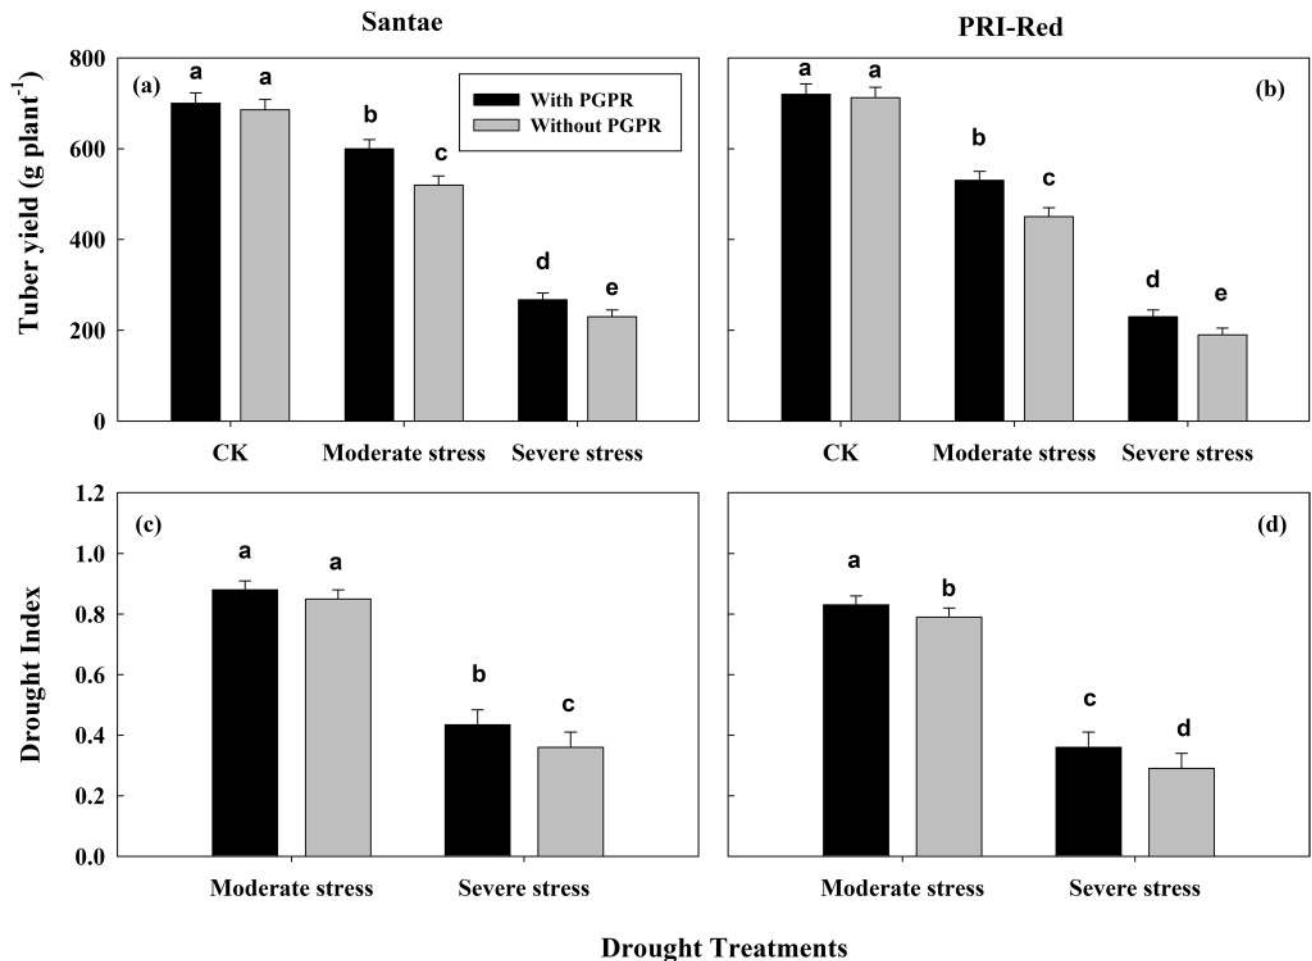 Santae
PRI-Red
Tuber yield (g plant⁻¹)
800
600
400
200
0
(a)
a
a
b
c
d
e
With PGPR
Without PGPR
CK
Moderate stress
Severe stress
(b)
a
a
b
c
d
e
CK
Moderate stress
Severe stress
Drought Index
1.2
1.0
0.8
0.6
0.4
0.2
0.0
(c)
a
a
b
c
Moderate stress
Severe stress
(d)
a
b
c
d
Moderate stress
Severe stress
Drought Treatments